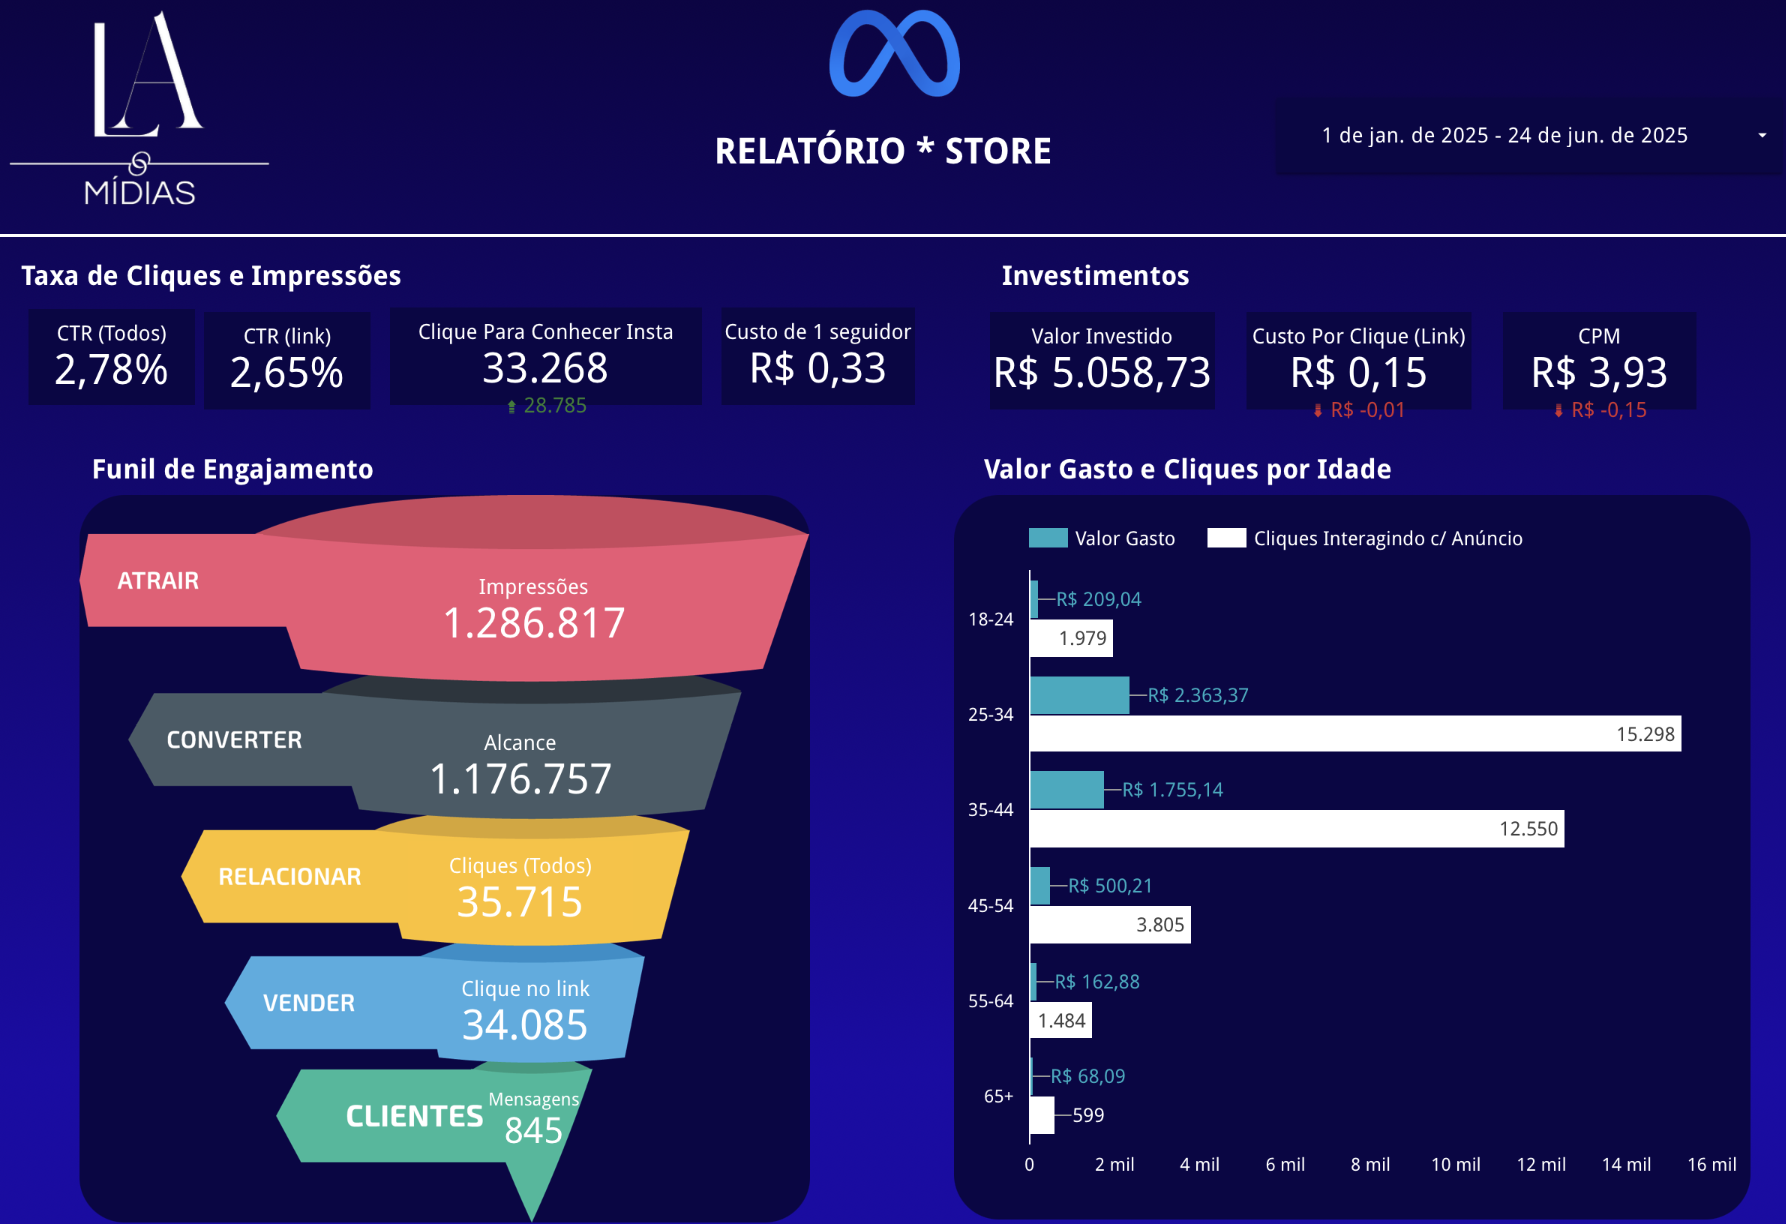 LA
MÍDIAS
RELATÓRIO * STORE
1 de jan. de 2025 - 24 de jun. de 2025
Taxa de Cliques e Impressões
CTR (Todos)
2,78%
CTR (link)
2,65%
Clique Para Conhecer Insta
33.268
28.785
Custo de 1 seguidor
R$ 0,33
Investimentos
Valor Investido
R$ 5.058,73
Custo Por Clique (Link)
R$ 0,15
R$ -0,01
CPM
R$ 3,93
R$ -0,15
Funil de Engajamento
ATRAIR
Impressões
1.286.817
CONVERTER
Alcance
1.176.757
RELACIONAR
Cliques (Todos)
35.715
VENDER
Clique no link
34.085
CLIENTES
Mensagens
845
Valor Gasto e Cliques por Idade
Valor Gasto
Cliques Interagindo c/ Anúncio
18-24
R$ 209,04
1.979
25-34
R$ 2.363,37
15.298
35-44
R$ 1.755,14
12.550
45-54
R$ 500,21
3.805
55-64
R$ 162,88
1.484
65+
R$ 68,09
599
0 2 mil 4 mil 6 mil 8 mil 10 mil 12 mil 14 mil 16 mil